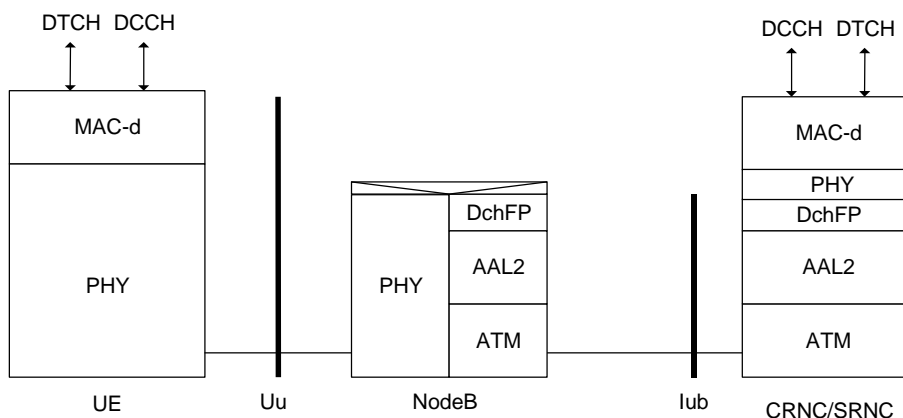 DTCH DCCH
DCCH DTCH
MAC-d
MAC-d
PHY
DchFP
DchFP
PHY
PHY
AAL2
AAL2
ATM
ATM
UE
Uu
NodeB
Iub
CRNC/SRNC